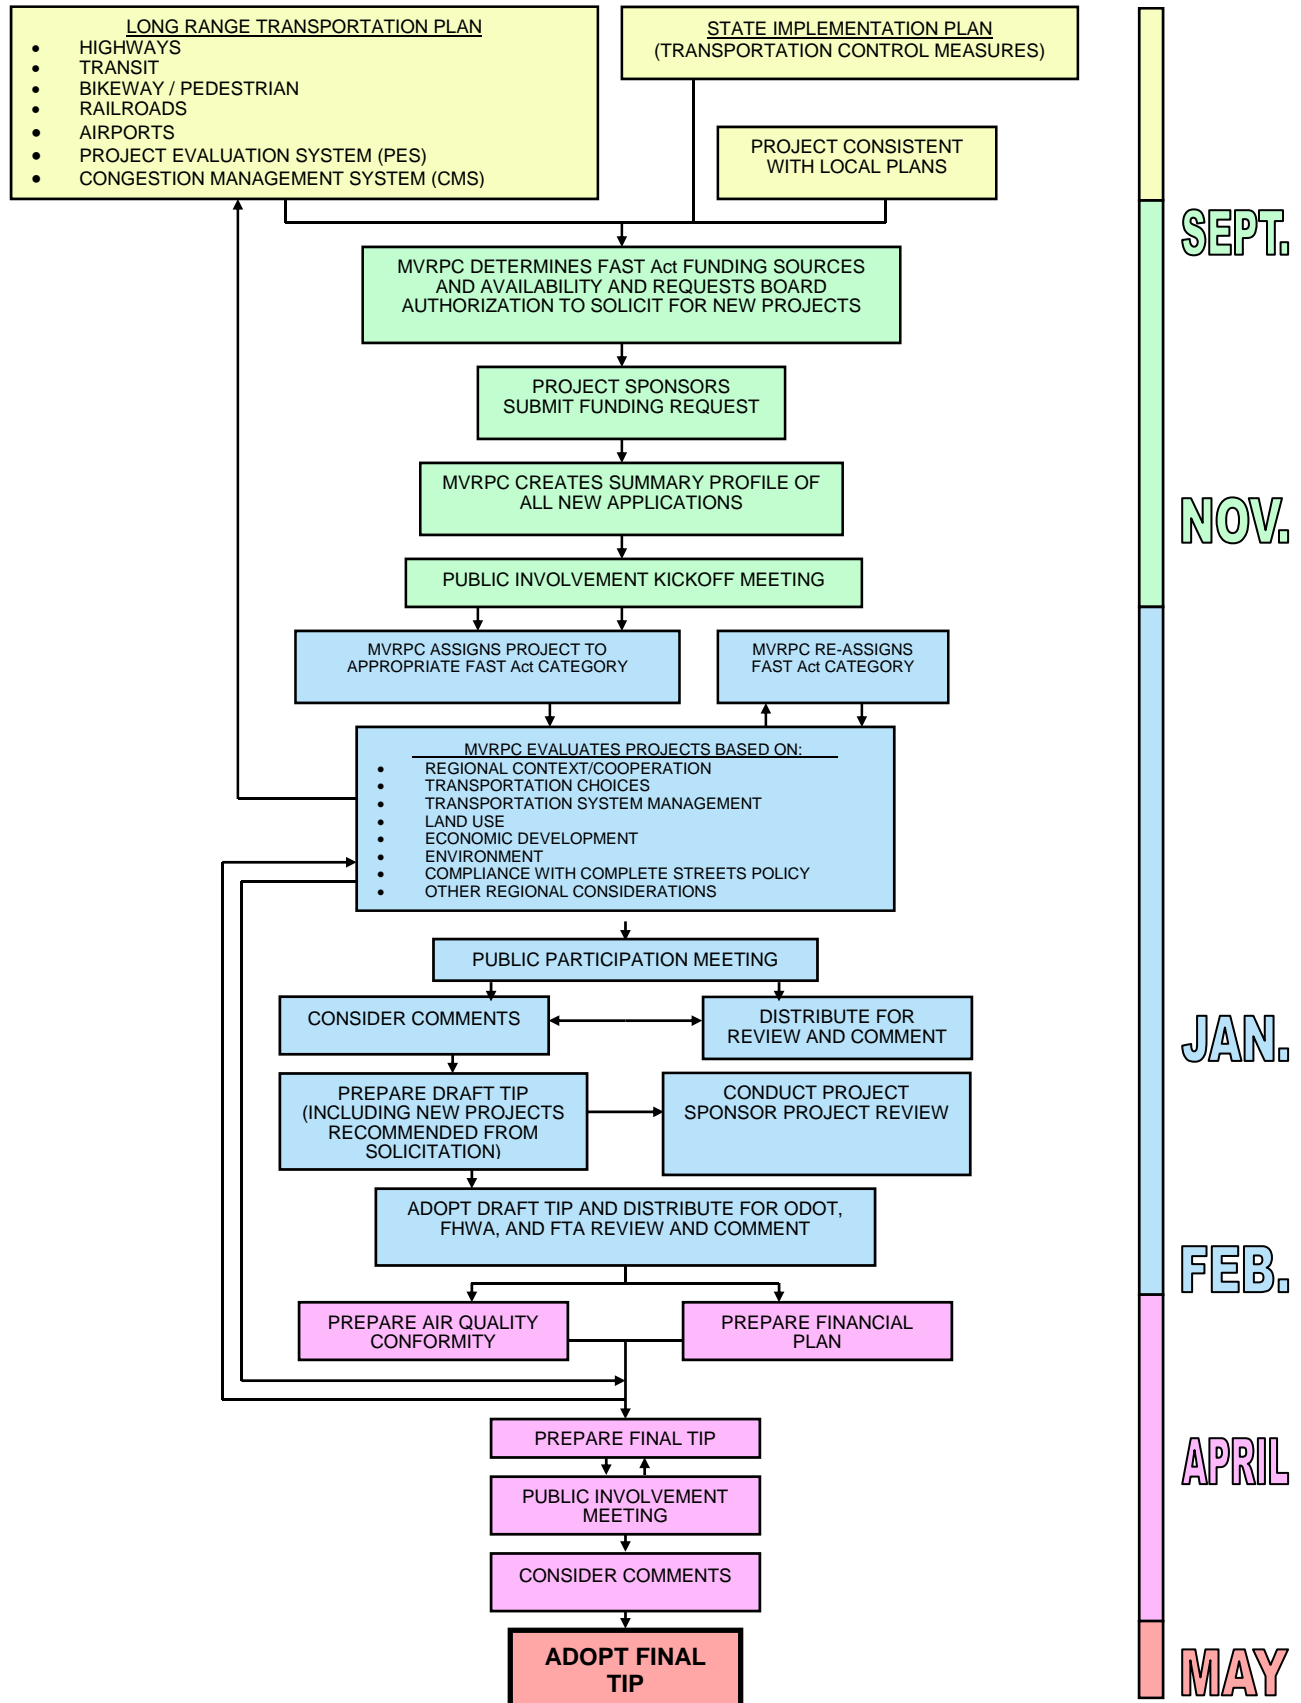 LONG RANGE TRANSPORTATION PLAN
• HIGHWAYS
• TRANSIT
• BIKEWAY / PEDESTRIAN
• RAILROADS
• AIRPORTS
• PROJECT EVALUATION SYSTEM (PES)
• CONGESTION MANAGEMENT SYSTEM (CMS)
STATE IMPLEMENTATION PLAN
(TRANSPORTATION CONTROL MEASURES)
PROJECT CONSISTENT
WITH LOCAL PLANS
SEPT.
MVRPC DETERMINES FAST Act FUNDING SOURCES
AND AVAILABILITY AND REQUESTS BOARD
AUTHORIZATION TO SOLICIT FOR NEW PROJECTS
PROJECT SPONSORS
SUBMIT FUNDING REQUEST
MVRPC CREATES SUMMARY PROFILE OF
ALL NEW APPLICATIONS
NOV.
PUBLIC INVOLVEMENT KICKOFF MEETING
MVRPC ASSIGNS PROJECT TO
APPROPRIATE FAST Act CATEGORY
MVRPC RE-ASSIGNS
FAST Act CATEGORY
MVRPC EVALUATES PROJECTS BASED ON:
• REGIONAL CONTEXT/COOPERATION
• TRANSPORTATION CHOICES
• TRANSPORTATION SYSTEM MANAGEMENT
• LAND USE
• ECONOMIC DEVELOPMENT
• ENVIRONMENT
• COMPLIANCE WITH COMPLETE STREETS POLICY
• OTHER REGIONAL CONSIDERATIONS
PUBLIC PARTICIPATION MEETING
CONSIDER COMMENTS
DISTRIBUTE FOR
REVIEW AND COMMENT
JAN.
PREPARE DRAFT TIP
(INCLUDING NEW PROJECTS
RECOMMENDED FROM
SOLICITATION)
CONDUCT PROJECT
SPONSOR PROJECT REVIEW
ADOPT DRAFT TIP AND DISTRIBUTE FOR ODOT,
FHWA, AND FTA REVIEW AND COMMENT
FEB.
PREPARE AIR QUALITY
CONFORMITY
PREPARE FINANCIAL
PLAN
PREPARE FINAL TIP
APRIL
PUBLIC INVOLVEMENT
MEETING
CONSIDER COMMENTS
ADOPT FINAL
TIP
MAY